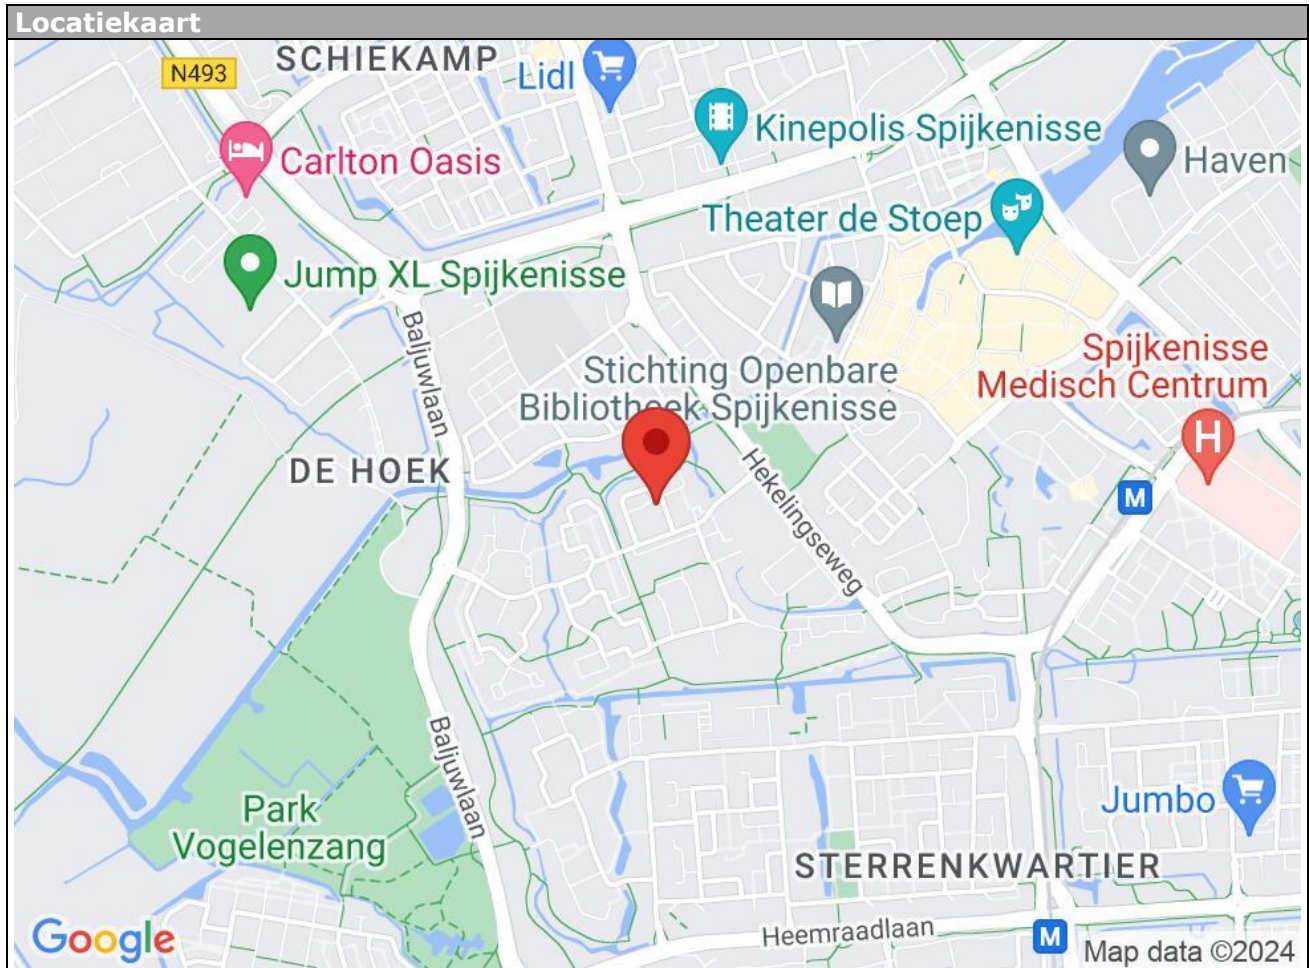 Locatiekaart
SCHIEKAMP
N493
Lidl
Kinepolis Spijkenisse
Carlton Oasis
Haven
Theater de Stoep
Jump XL Spijkenisse
Baljuwlaan
Spijkenisse
Medisch Centrum
Stichting Openbare
Bibliotheek Spijkenisse
H
DE HOEK
Hekelingseweg
M
Baljuwlaan
Park
Vogelenzang
Jumbo
STERRENKWARTIER
Heemraadlaan
M
Google
Map data ©2024